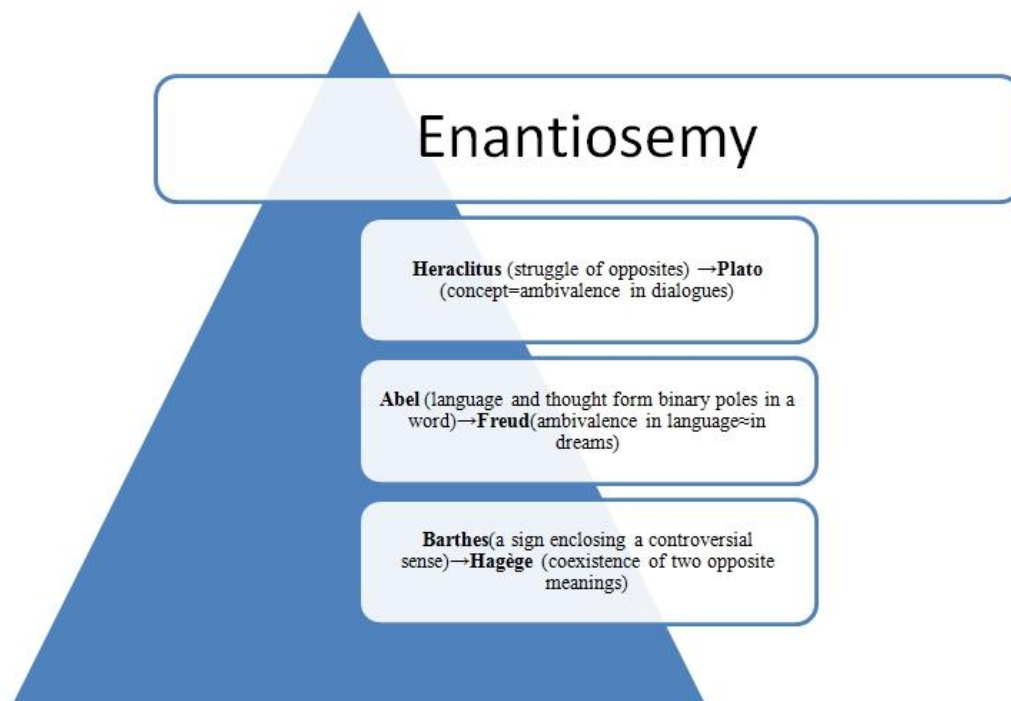 Enantiosemy
Heraclitus (struggle of opposites) →Plato
(concept=ambivalence in dialogues)
Abel (language and thought form binary poles in a
word)→Freud(ambivalence in language≈in
dreams)
Barthes(a sign enclosing a controversial
sense)→Hagège (coexistence of two opposite
meanings)